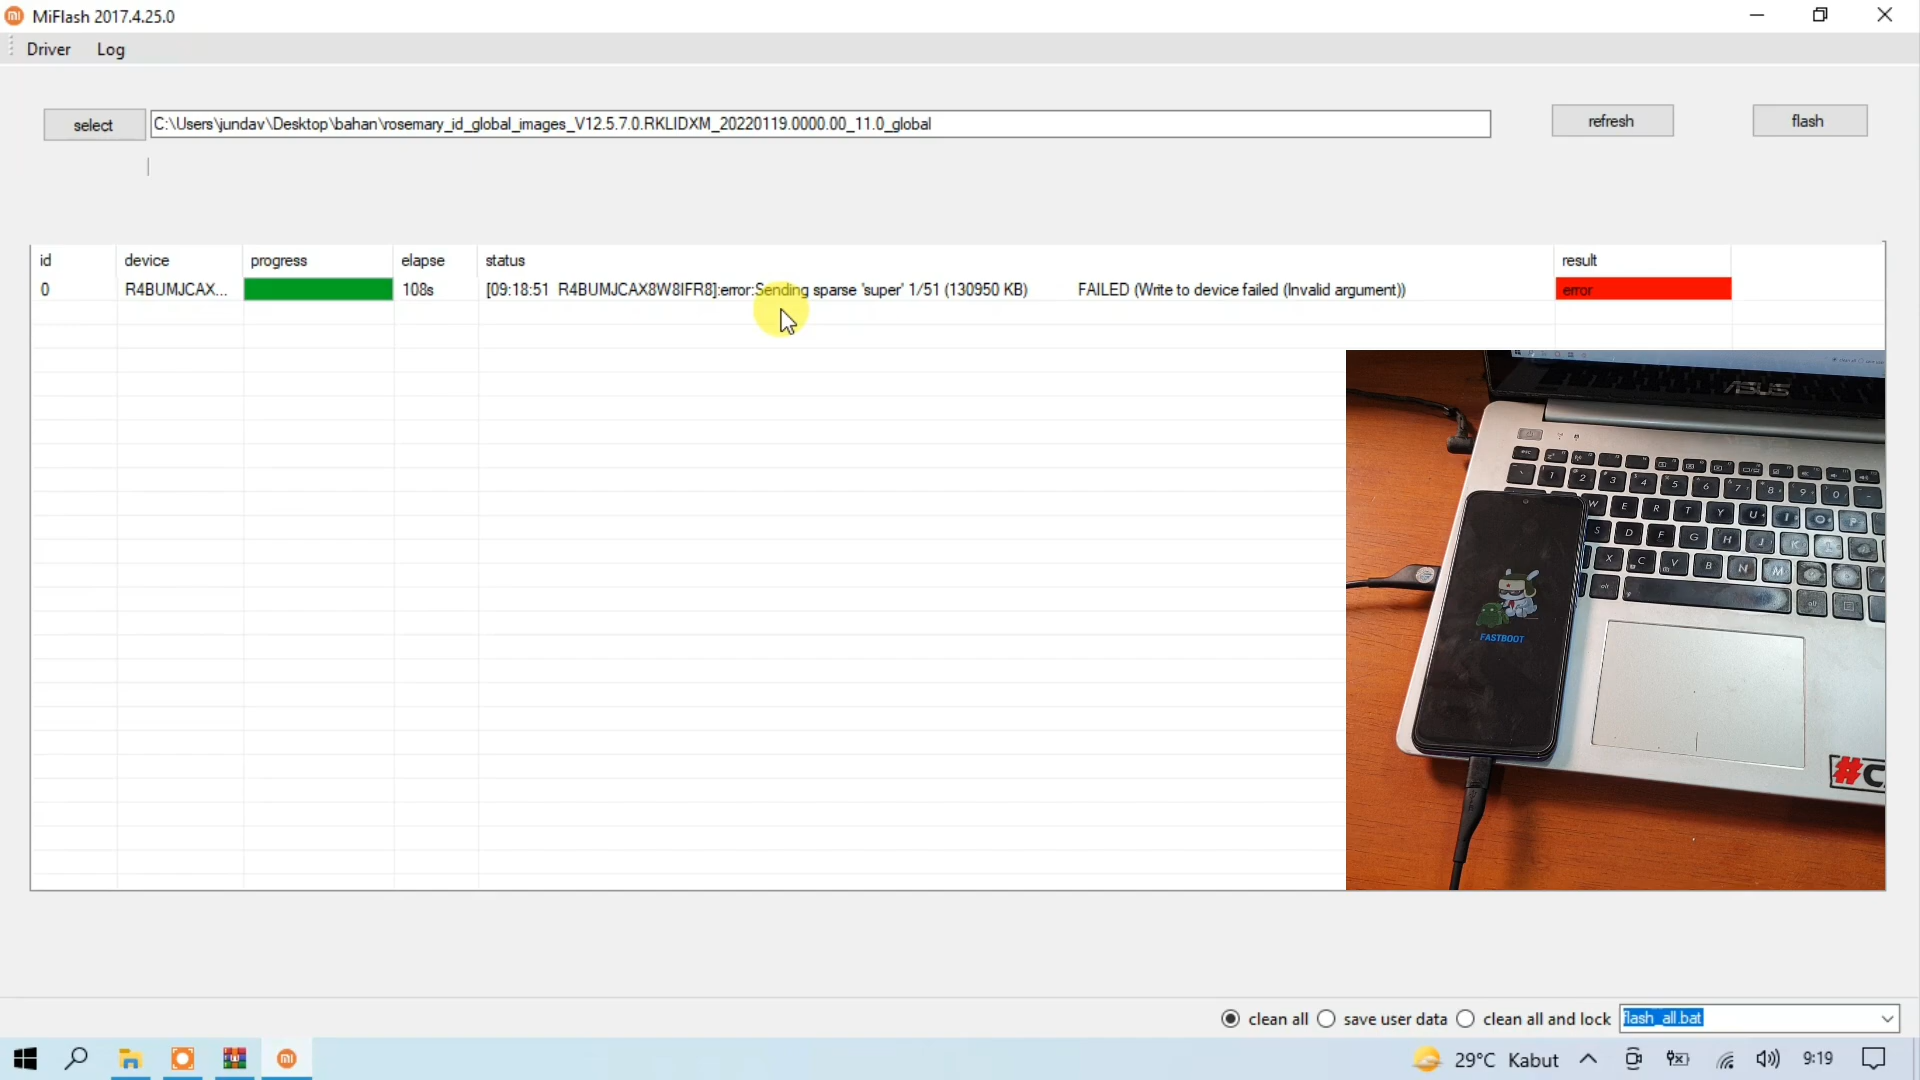 MiFlash 2017.4.25.0
Driver Log
select C:\Users\jundav\Desktop\bahan\rosemary_id_global_images_V12.5.7.0.RKLIDXM_20220119.0000.00_11.0_global refresh flash
id device progress elapse status result
0 R4BUMJCAX... 108s [09:18:51 R4BUMJCAX8W8IFR8]:error:Sending sparse 'super' 1/51 (130950 KB) FAILED (Write to device failed (Invalid argument)) error
ASUS
FASTBOOT
clean all save user data clean all and lock flash_all.bat
29°C Kabut 9:19